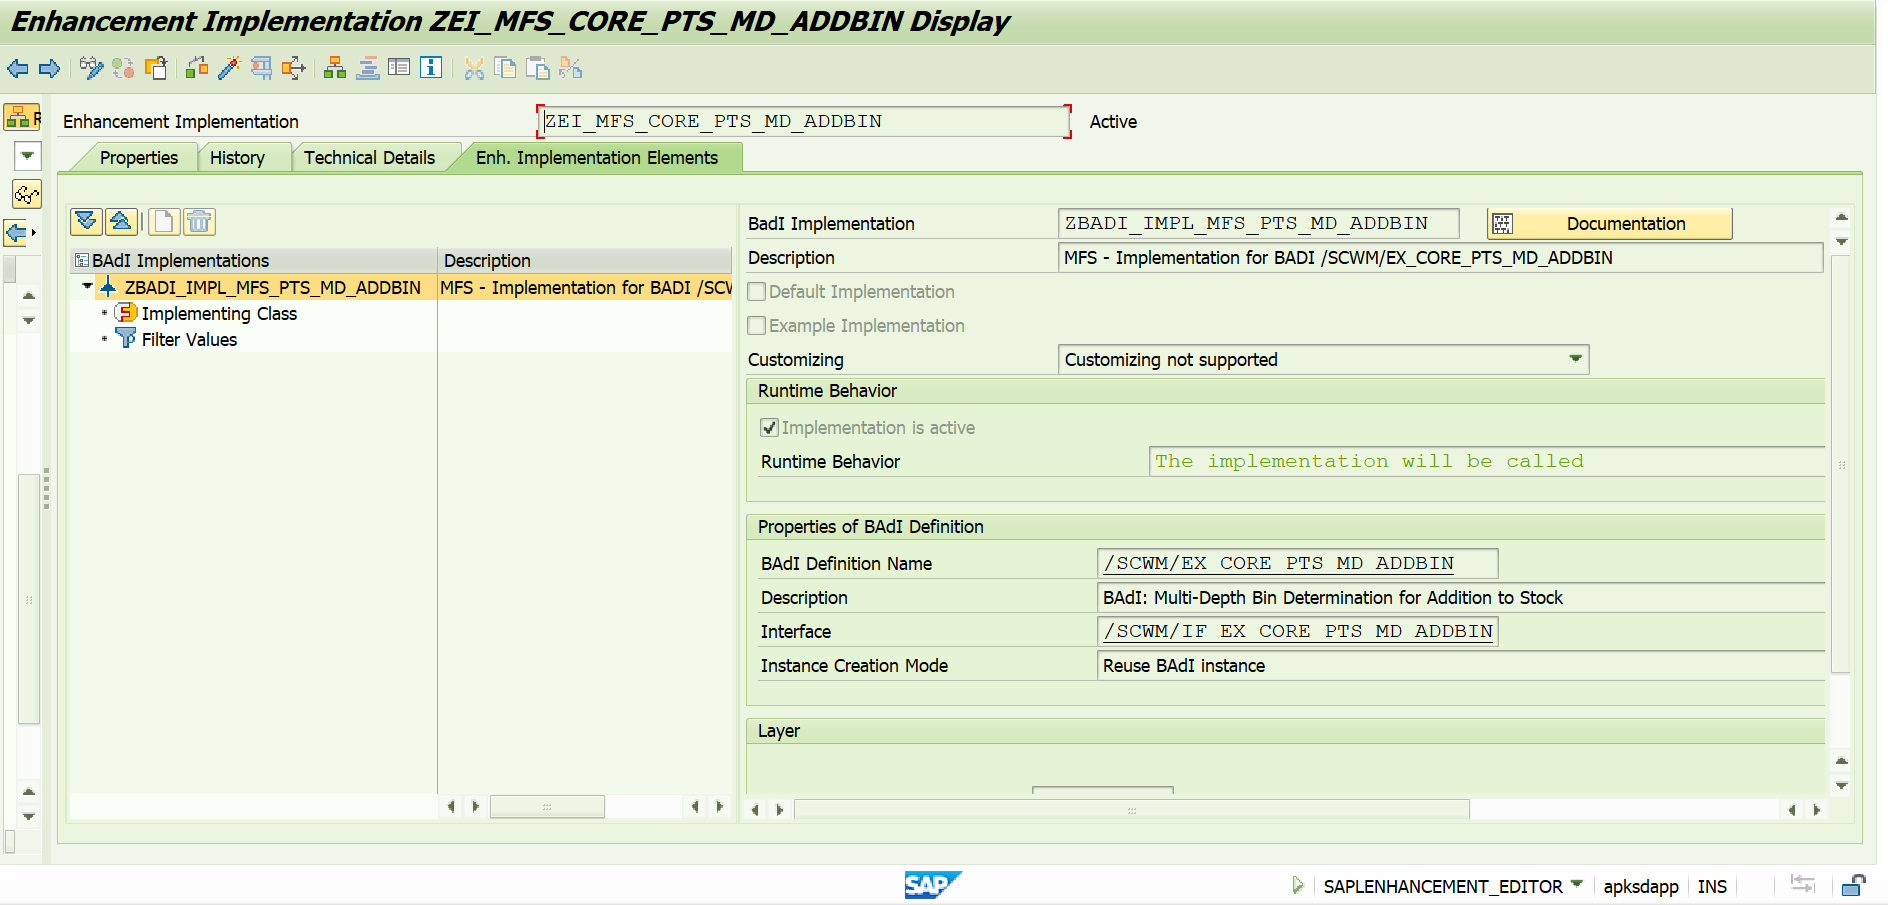 Enhancement Implementation ZEI_MFS_CORE_PTS_MD_ADDBIN Display
Enhancement Implementation ZEI_MFS_CORE_PTS_MD_ADDBIN Active
Properties History Technical Details Enh. Implementation Elements
BAdI Implementations Description
ZBADI_IMPL_MFS_PTS_MD_ADDBIN MFS - Implementation for BADI /SCW
Implementing Class
Filter Values
BadI Implementation ZBADI_IMPL_MFS_PTS_MD_ADDBIN Documentation
Description MFS - Implementation for BADI /SCWM/EX_CORE_PTS_MD_ADDBIN
Default Implementation
Example Implementation
Customizing Customizing not supported
Runtime Behavior
Implementation is active
Runtime Behavior The implementation will be called
Properties of BAdI Definition
BAdI Definition Name /SCWM/EX_CORE_PTS_MD_ADDBIN
Description BAdI: Multi-Depth Bin Determination for Addition to Stock
Interface /SCWM/IF_EX_CORE_PTS_MD_ADDBIN
Instance Creation Mode Reuse BAdI instance
Layer
SAP SAPLENHANCEMENT_EDITOR apksdapp INS